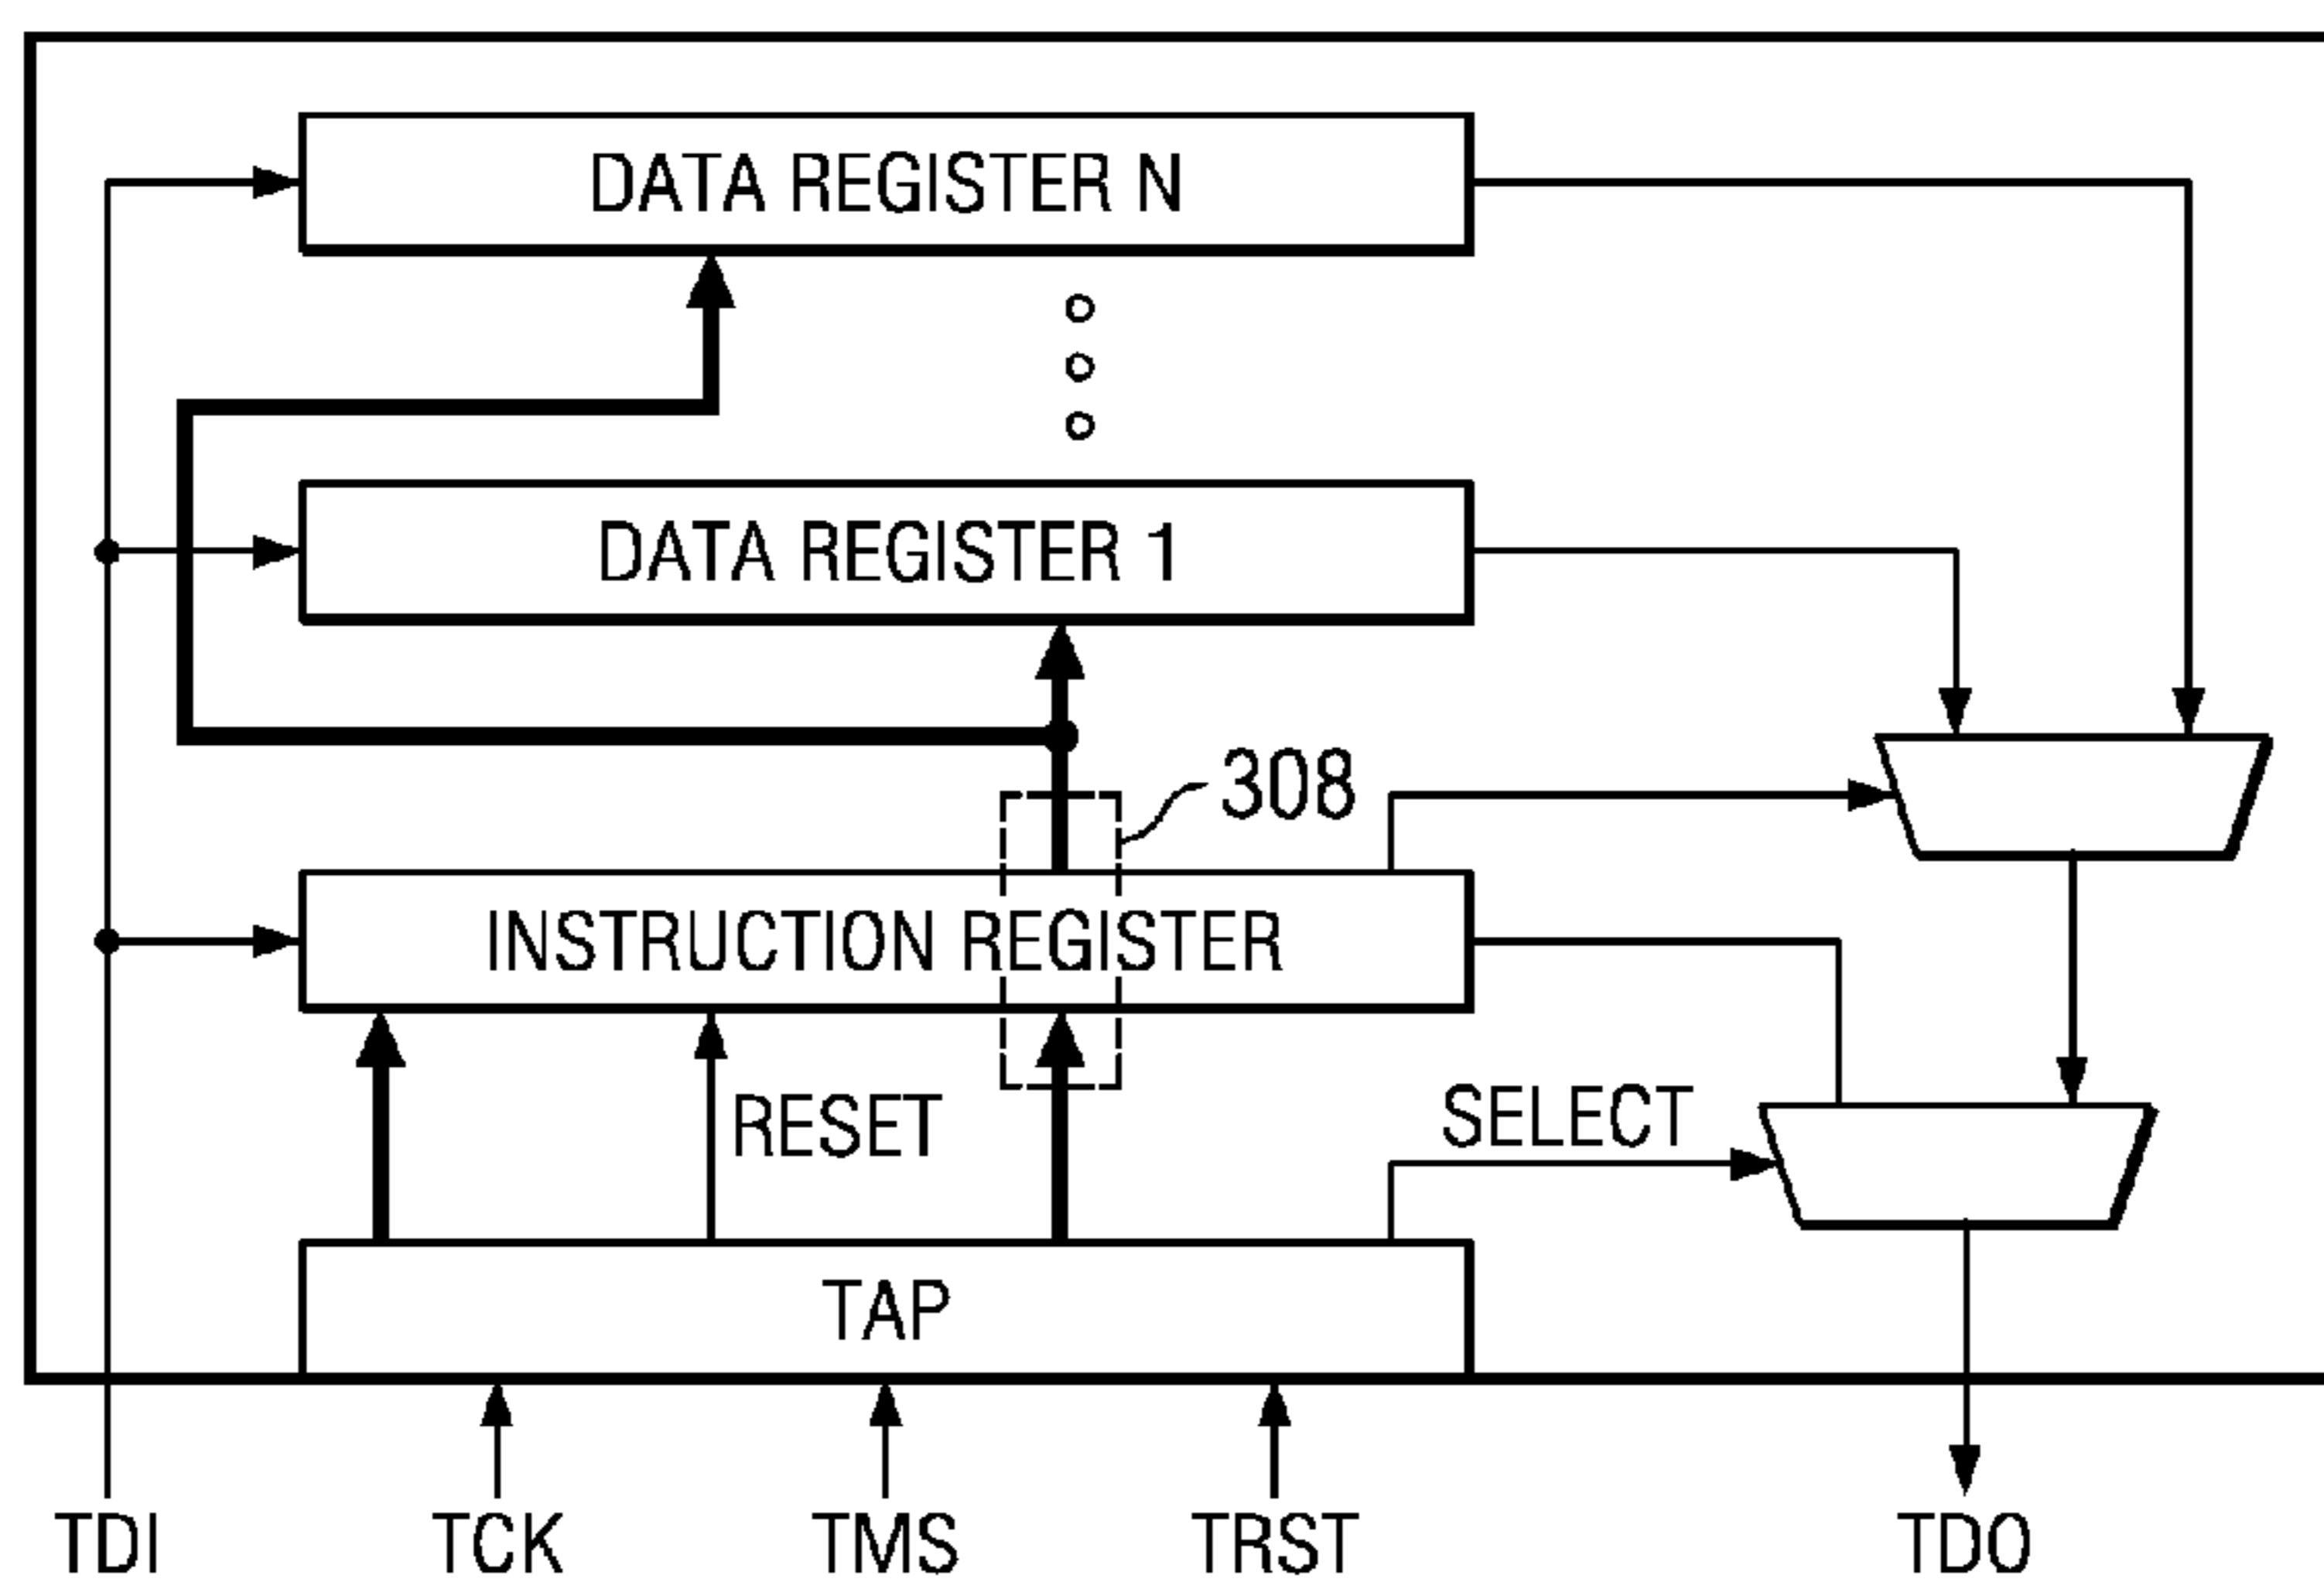 DATA REGISTER N
DATA REGISTER 1
308
INSTRUCTION REGISTER
RESET
SELECT
TAP
TDI
TCK
TMS
TRST
TDO